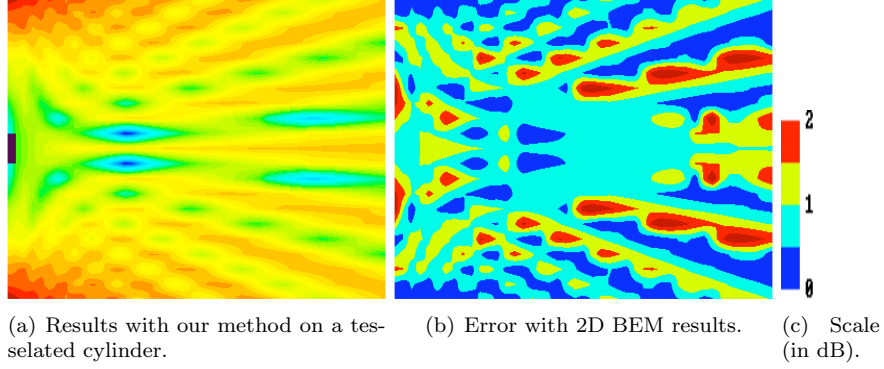 2
1
0
(a) Results with our method on a tes-
selated cylinder.
(b) Error with 2D BEM results.
(c) Scale
(in dB).